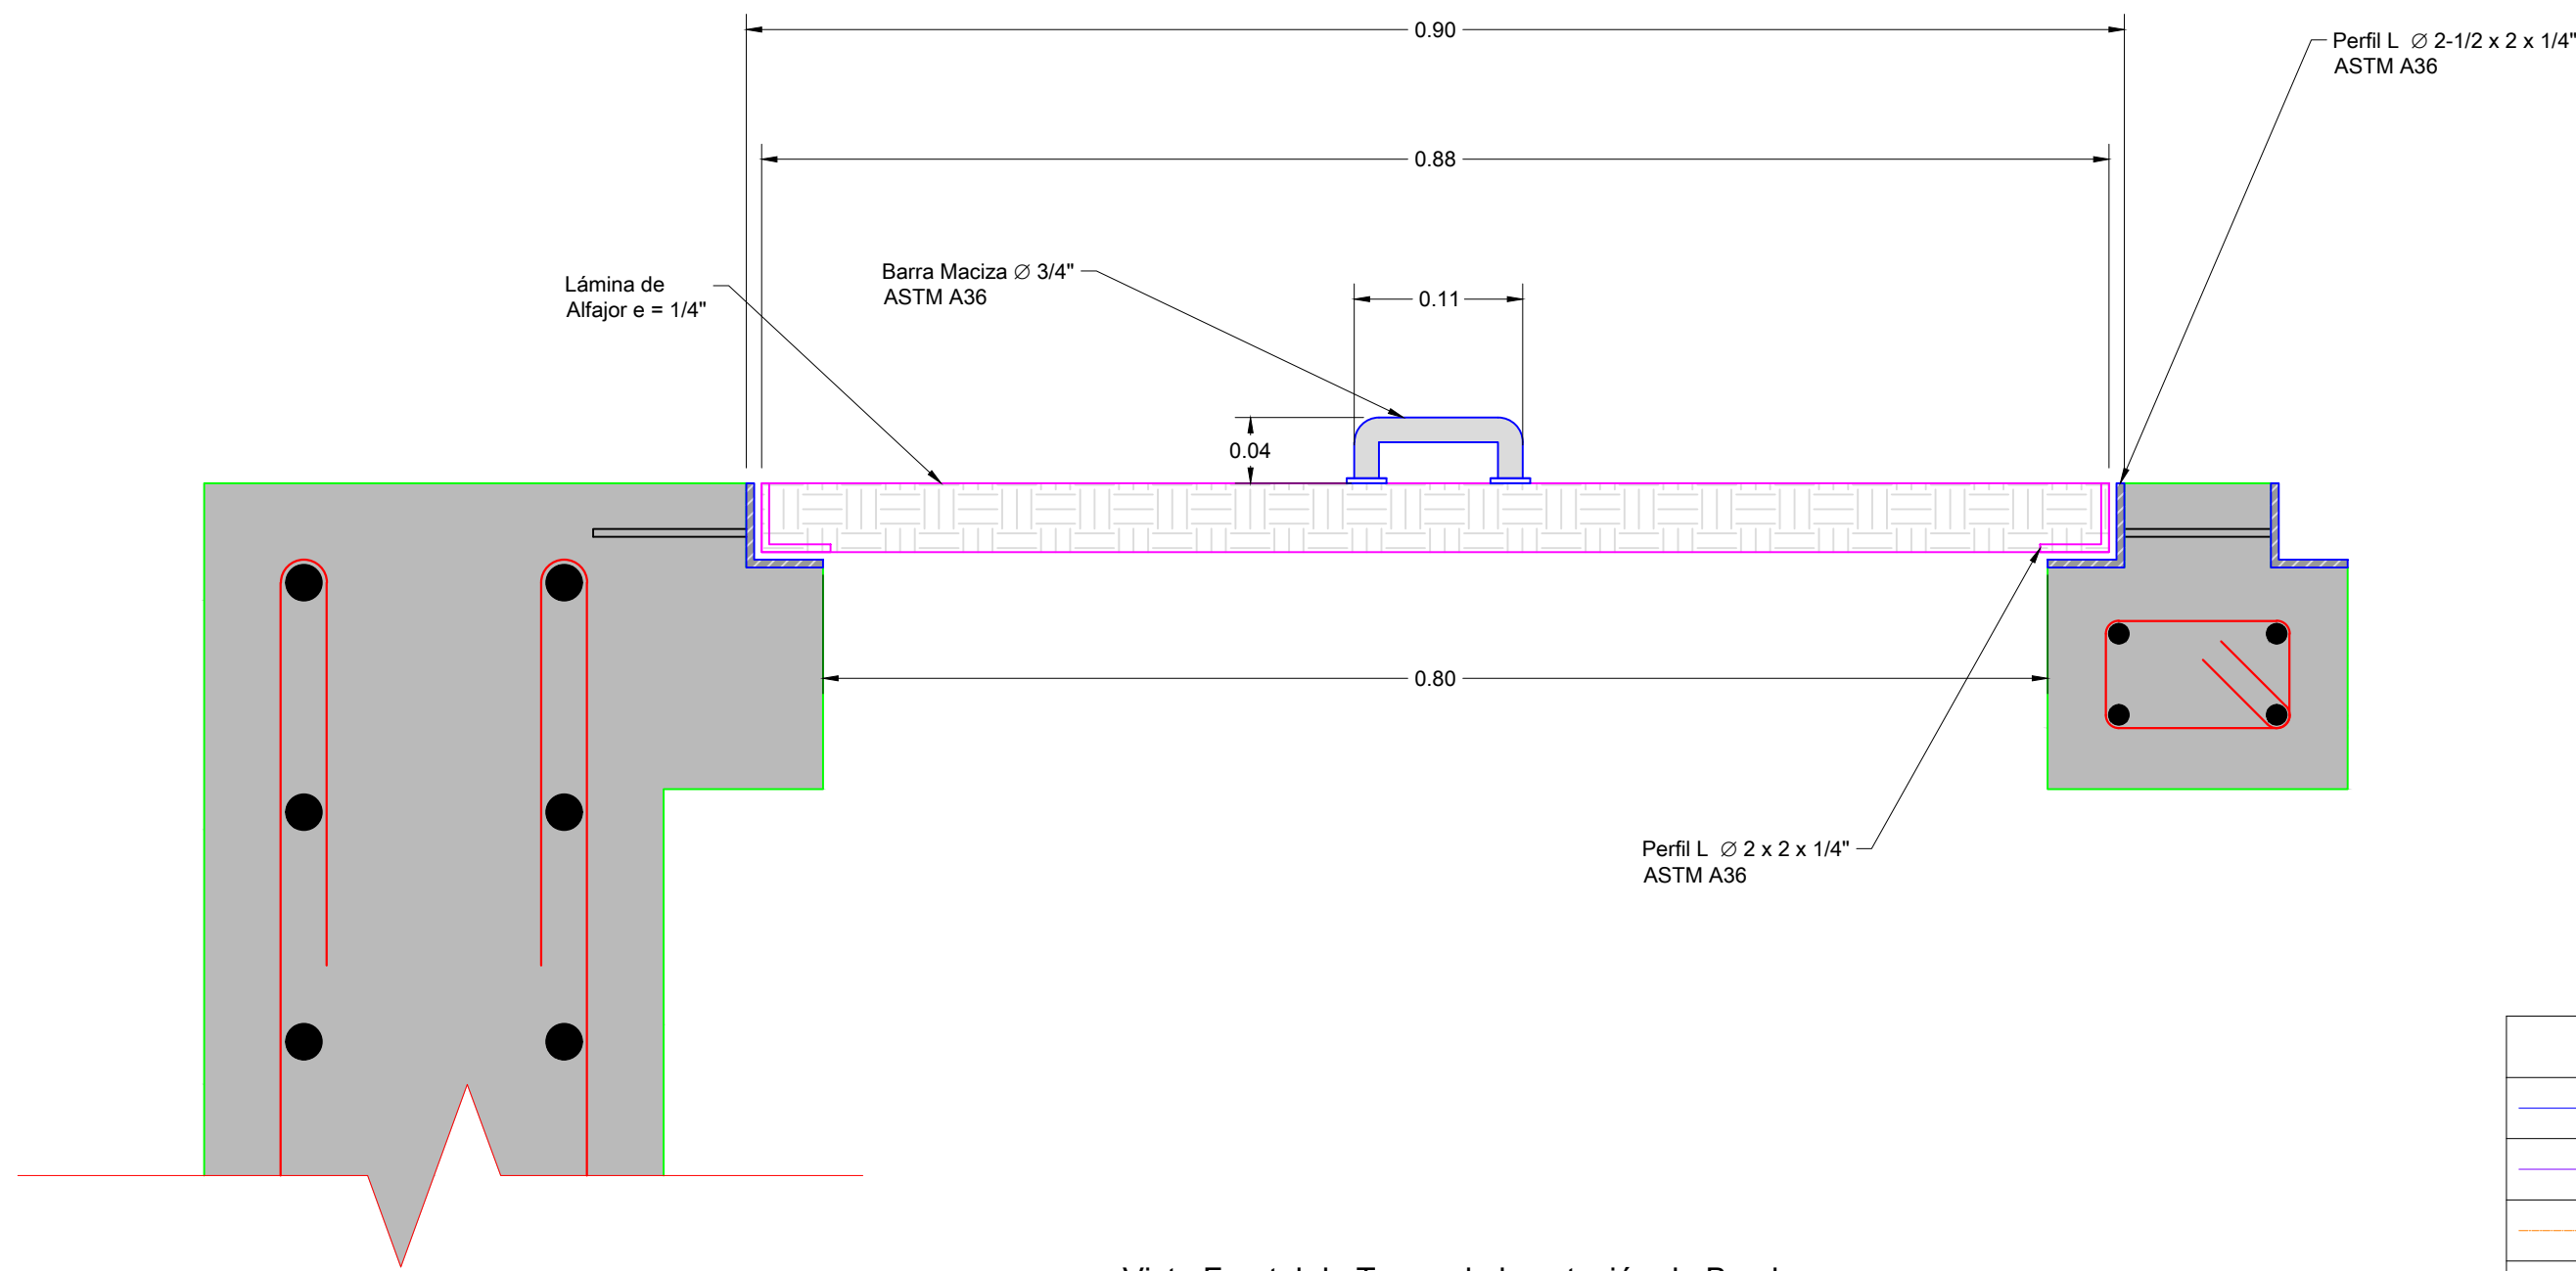 0.90
Perfil L ∅ 2-1/2 x 2 x 1/4"
ASTM A36
0.88
Lámina de
Alfajor e = 1/4"
Barra Maciza ∅ 3/4"
ASTM A36
0.11
0.04
0.80
Perfil L ∅ 2 x 2 x 1/4"
ASTM A36